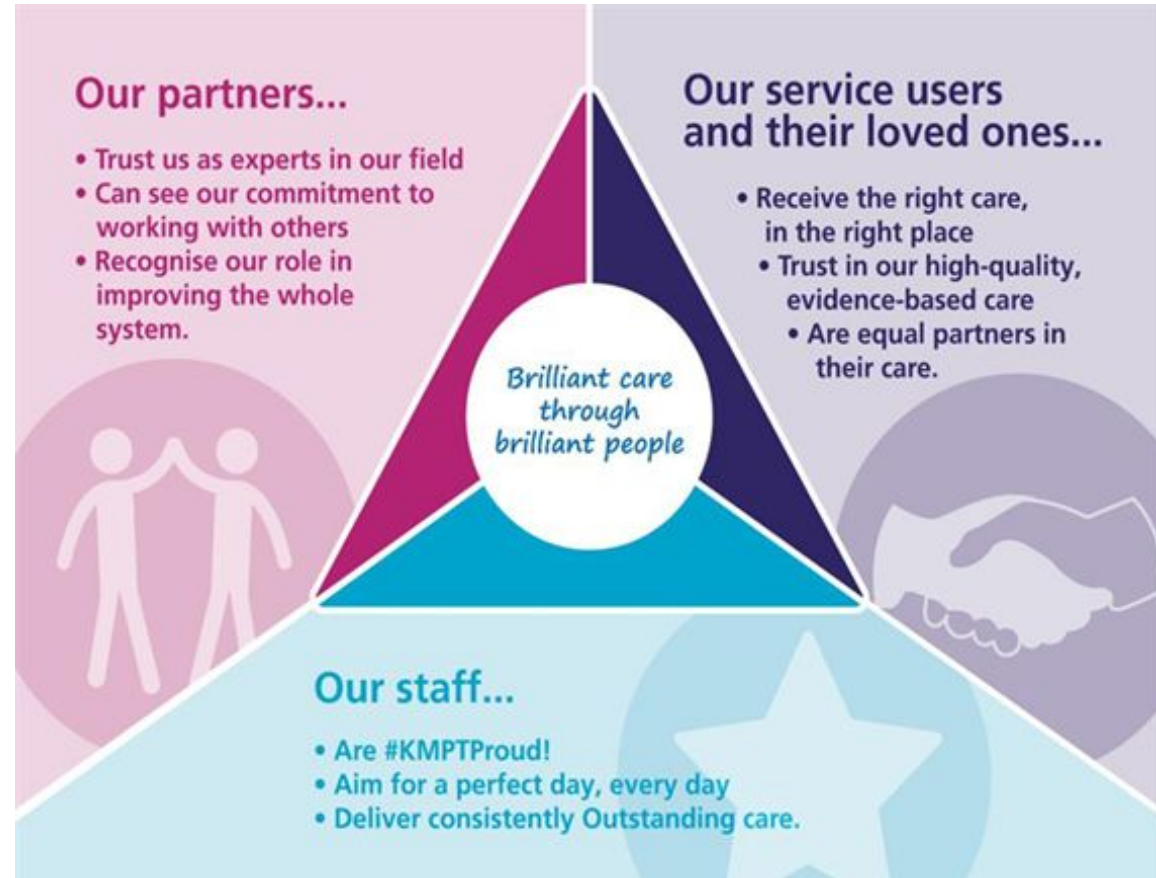 Our partners...
• Trust us as experts in our field
• Can see our commitment to
working with others
• Recognise our role in
improving the whole
system.
Our service users
and their loved ones...
• Receive the right care,
in the right place
• Trust in our high-quality,
evidence-based care
• Are equal partners in
their care.
Brilliant care
through
brilliant people
Our staff...
• Are #KMPTProud!
• Aim for a perfect day, every day
• Deliver consistently Outstanding care.